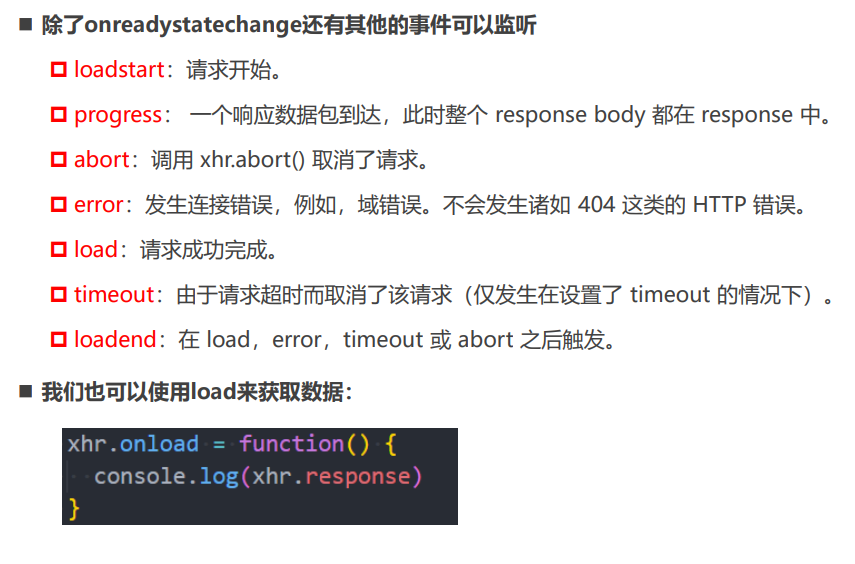 除了onreadystatechange还有其他的事件可以监听
loadstart：请求开始。
progress： 一个响应数据包到达，此时整个 response body 都在 response 中。
abort：调用 xhr.abort() 取消了请求。
error：发生连接错误，例如，域错误。不会发生诸如 404 这类的 HTTP 错误。
load：请求成功完成。
timeout：由于请求超时而取消了该请求（仅发生在设置了 timeout 的情况下）。
loadend：在 load，error，timeout 或 abort 之后触发。
我们也可以使用load来获取数据：
xhr.onload = function() {
  console.log(xhr.response)
}